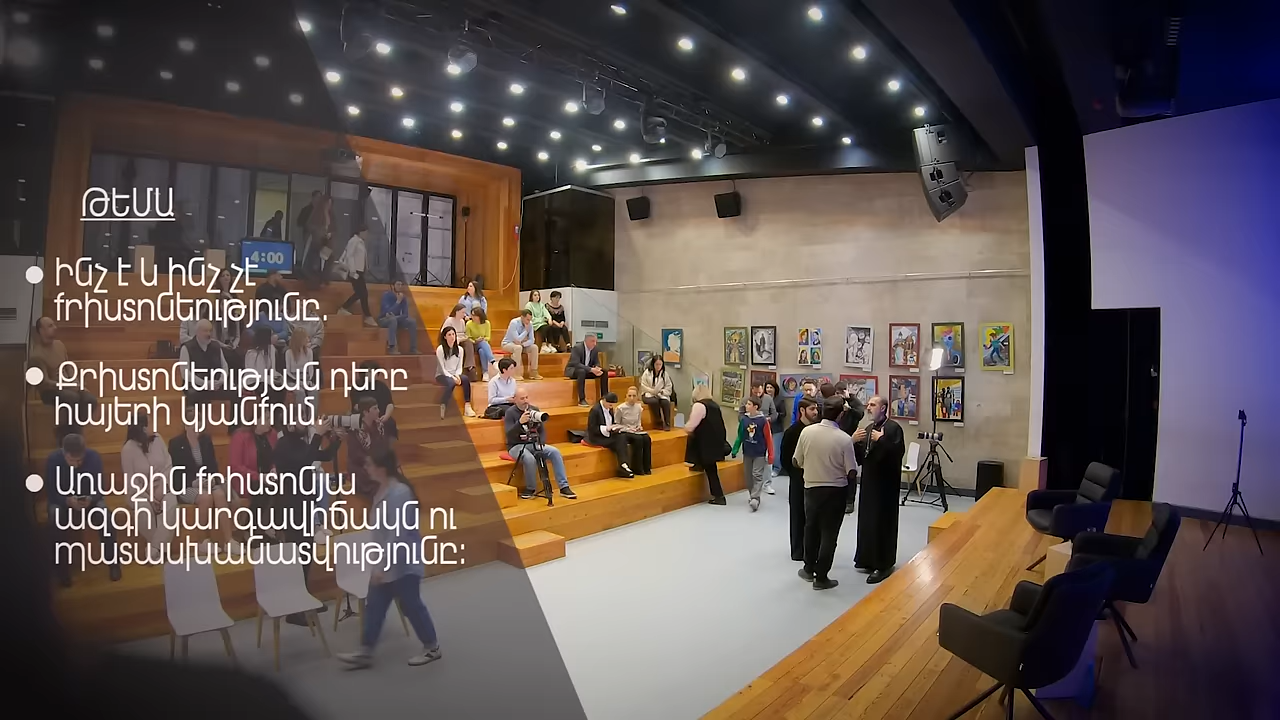 ԹԵՄԱ
4:00
Ինչ է և ինչ չէ
քրիստոնեությունը.
Քրիստոնեության դերը
հայերի կյանքում.
Առաջին քրիստոնյա
ազգի կարգավիճակն ու
պատասխանատվությունը: